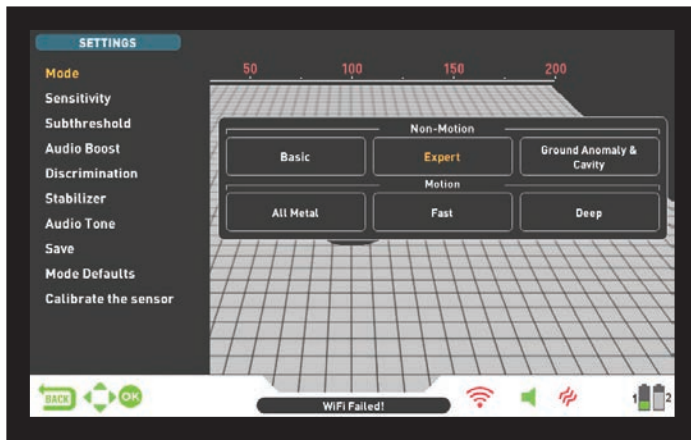 SETTINGS
Mode
Sensitivity
Subthreshold
Audio Boost
Discrimination
Stabilizer
Audio Tone
Save
Mode Defaults
Calibrate the sensor
50 100 150 200
Non-Motion
Basic
Expert
Ground Anomaly &
Cavity
Motion
All Metal
Fast
Deep
BACK
OK
WiFi Failed!
1 2